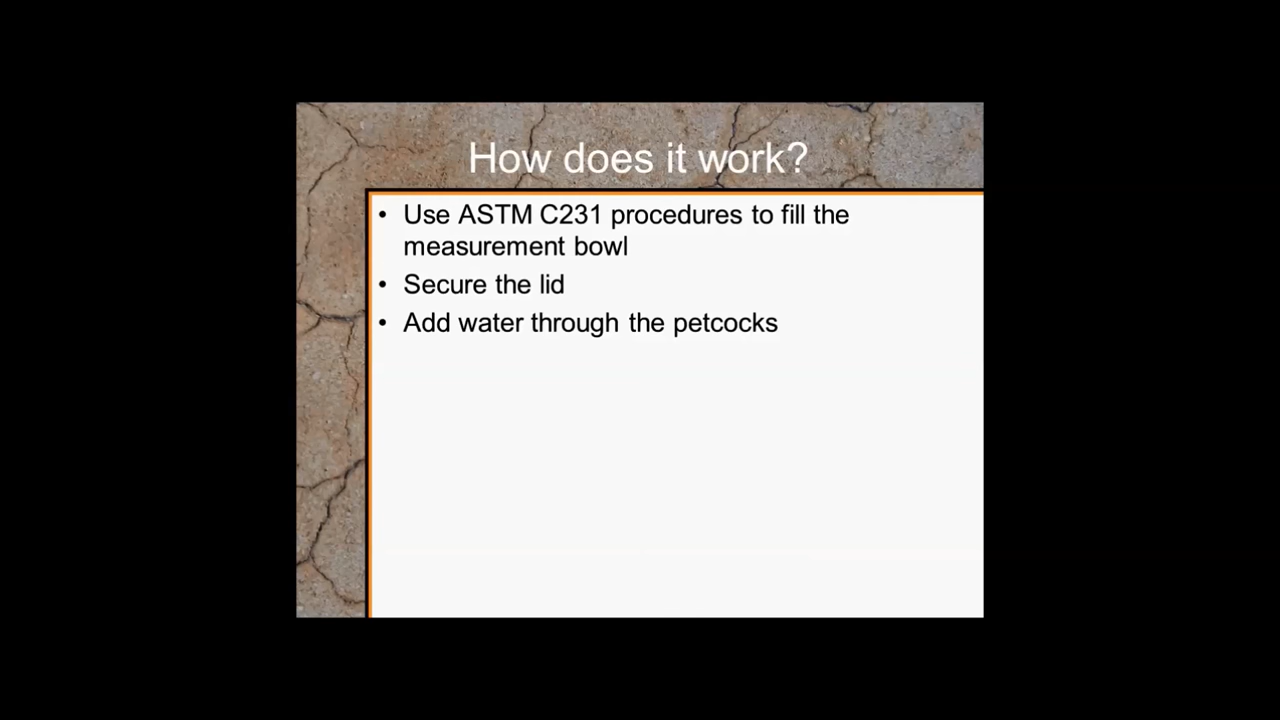 How does it work?
• Use ASTM C231 procedures to fill the
measurement bowl
• Secure the lid
• Add water through the petcocks